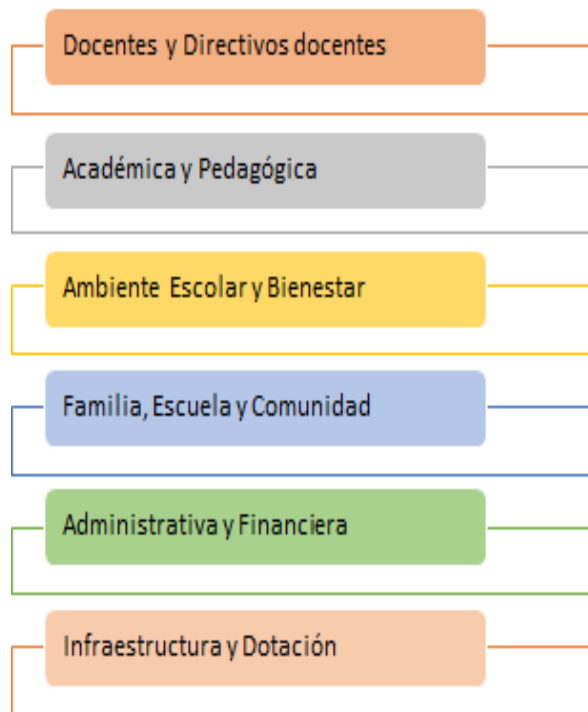 Docentes y Directivos docentes
Académica y Pedagógica
Ambiente Escolar y Bienestar
Familia, Escuela y Comunidad
Administrativa y Financiera
Infraestructura y Dotación